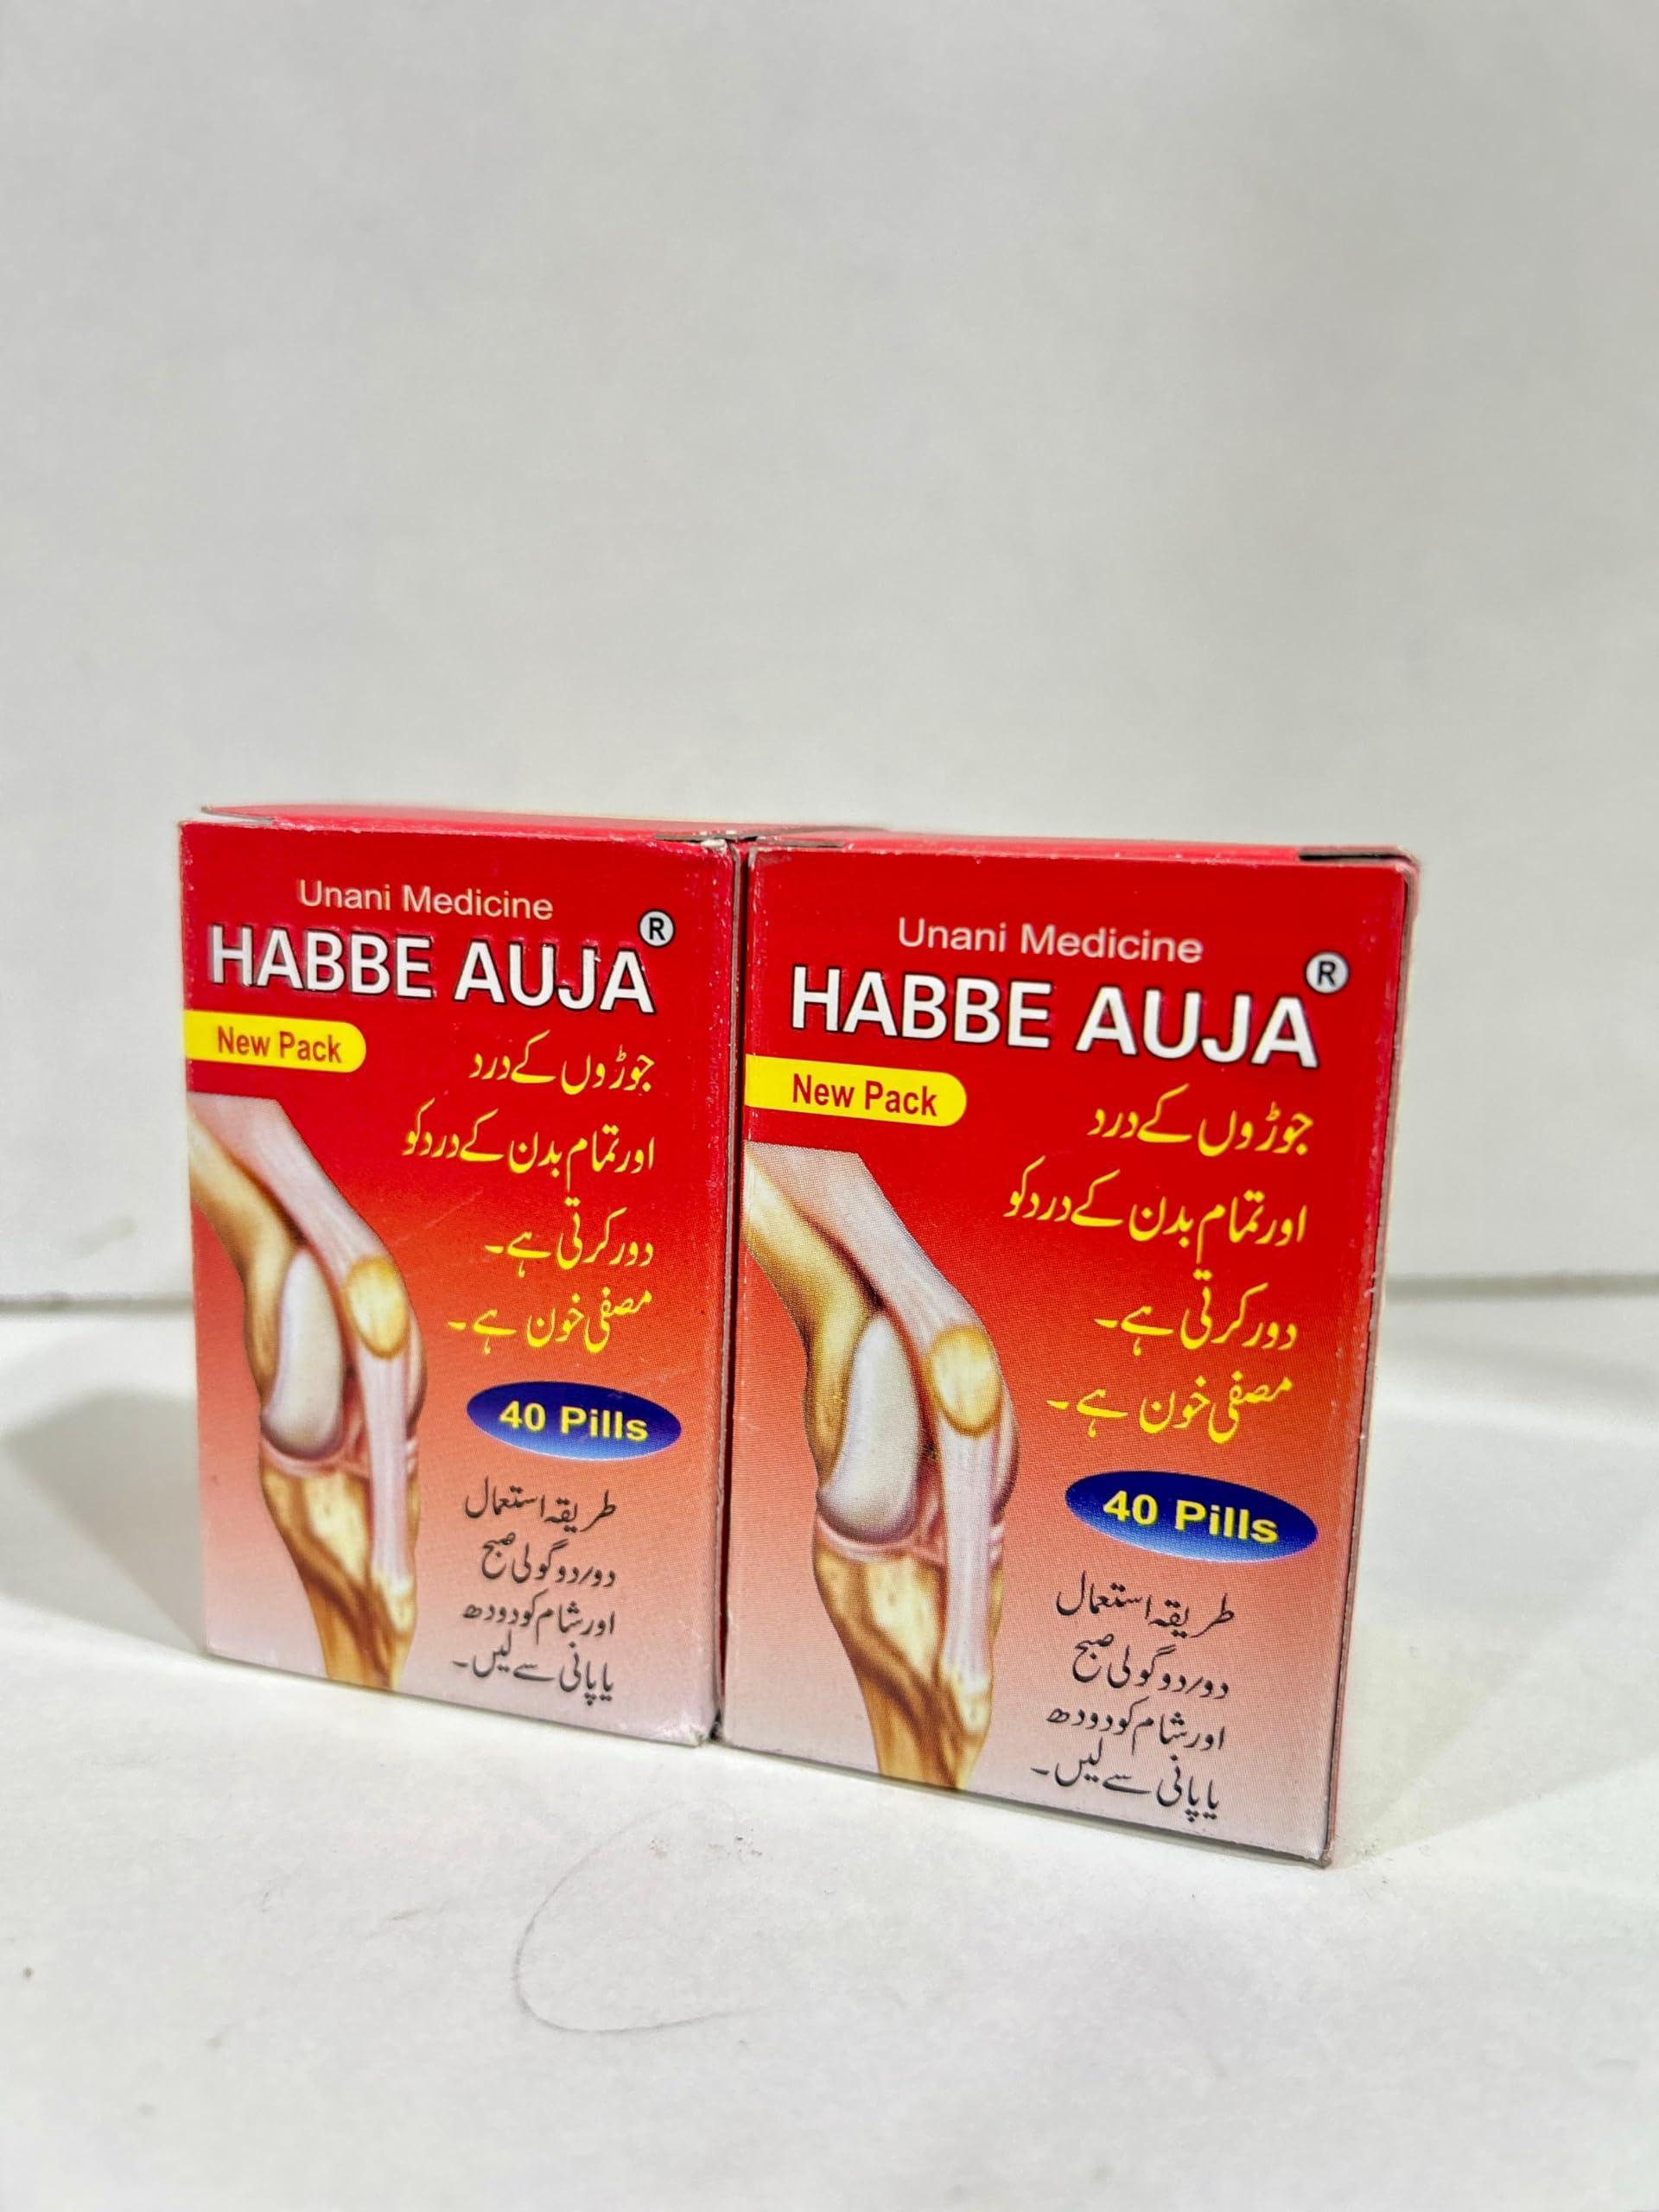 Unani Medicine
HABBE AUJA®
New Pack
جوڑوں کے درد
اور تمام بدن کے درد کو
دور کرتی ہے۔
مصفی خون ہے۔
40 Pills
طریقہ استعمال
دو ر دو گولی صبح
اور شام کو دودھ
یا پانی سے لیں۔
Unani Medicine
HABBE AUJA®
New Pack
جوڑوں کے درد
اور تمام بدن کے درد کو
دور کرتی ہے۔
مصفی خون ہے۔
40 Pills
طریقہ استعمال
دو ر دو گولی صبح
اور شام کو دودھ
یا پانی سے لیں۔